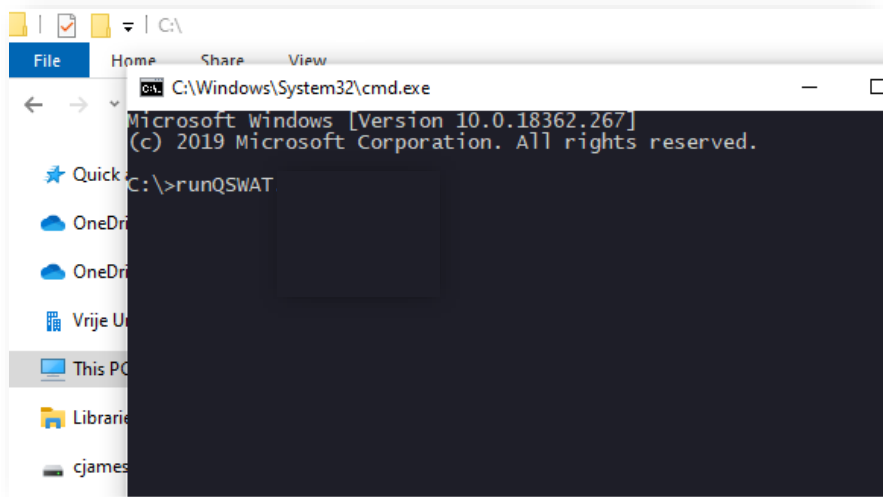 C:\
File Home Share View
C:\Windows\System32\cmd.exe
Microsoft Windows [Version 10.0.18362.267]
(c) 2019 Microsoft Corporation. All rights reserved.
Quick
C:\>runQSWAT
OneDri
OneDri
Vrije U
This PC
Librarie
cjames